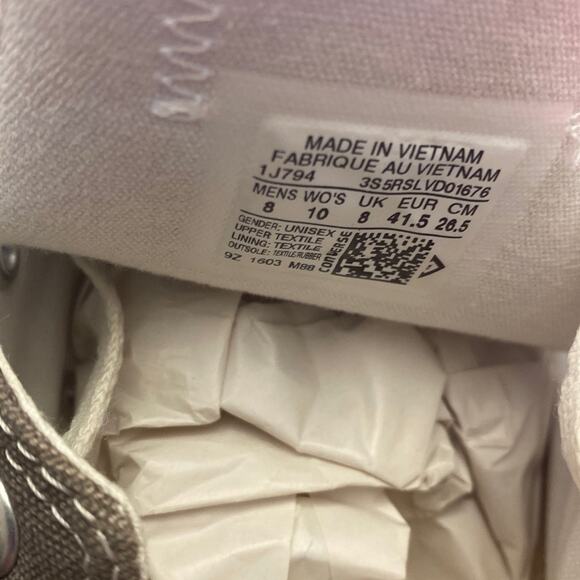 MADE IN VIETNAM
FABRIQUE AU VIETNAM
1J794 3S5RSLVD01676
MENS WO'S UK EUR CM
8 10 8 41.5 26.5
GENDER: UNISEX
UPPER TEXTILE
LINING: TEXTILE
OUTSOLE: TEXTILE/RUBBER
9Z 1603 M88
CONVERSE